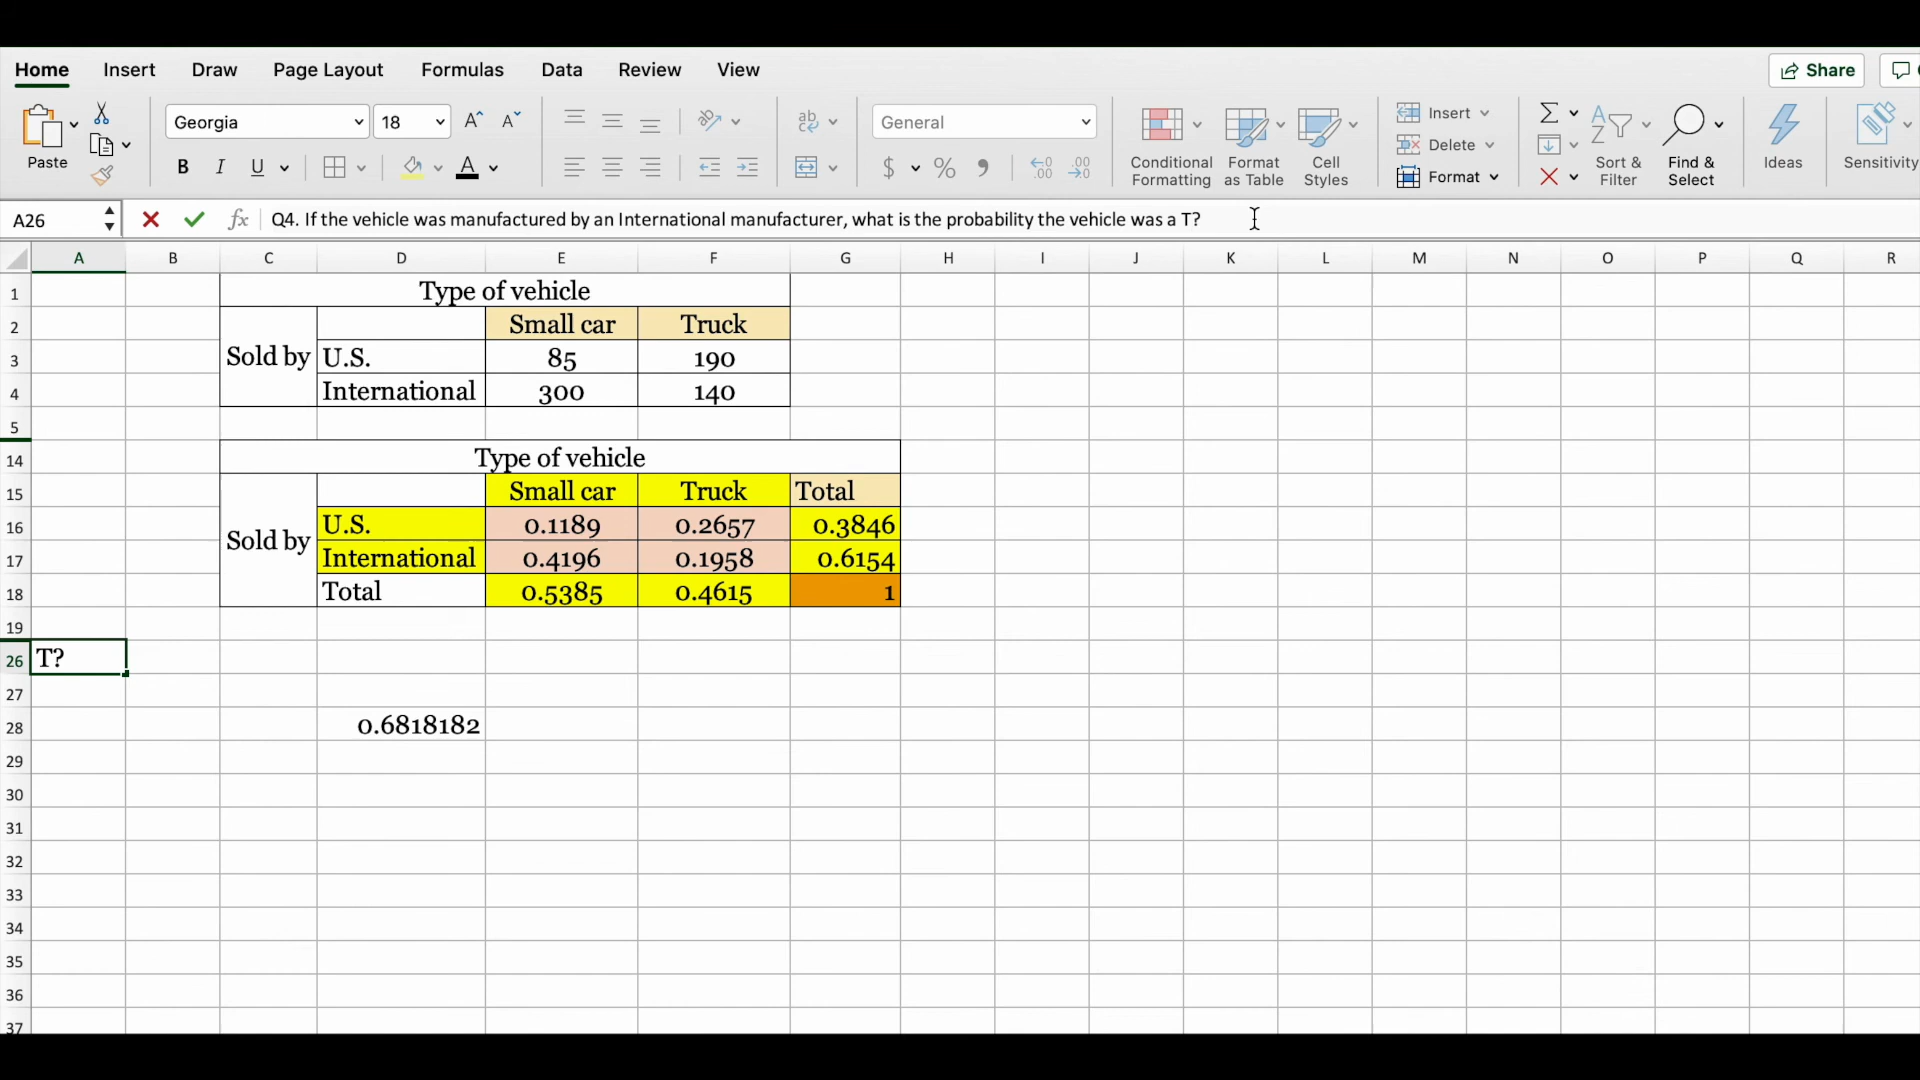 Home Insert Draw Page Layout Formulas Data Review View Share
Georgia 18 General Insert
Delete
Paste B I U $ % Conditional Format Cell Format Sort & Find & Ideas Sensitivity
Formatting as Table Styles Filter Select
A26 fx Q4. If the vehicle was manufactured by an International manufacturer, what is the probability the vehicle was a T?
A B C D E F G H I J K L M N O P Q R
1 Type of vehicle
2 Small car Truck
3 Sold by U.S. 85 190
4 International 300 140
5
14 Type of vehicle
15 Small car Truck Total
16 U.S. 0.1189 0.2657 0.3846
17 Sold by International 0.4196 0.1958 0.6154
18 Total 0.5385 0.4615 1
19
26 T?
27
28 0.6818182
29
30
31
32
33
34
35
36
37